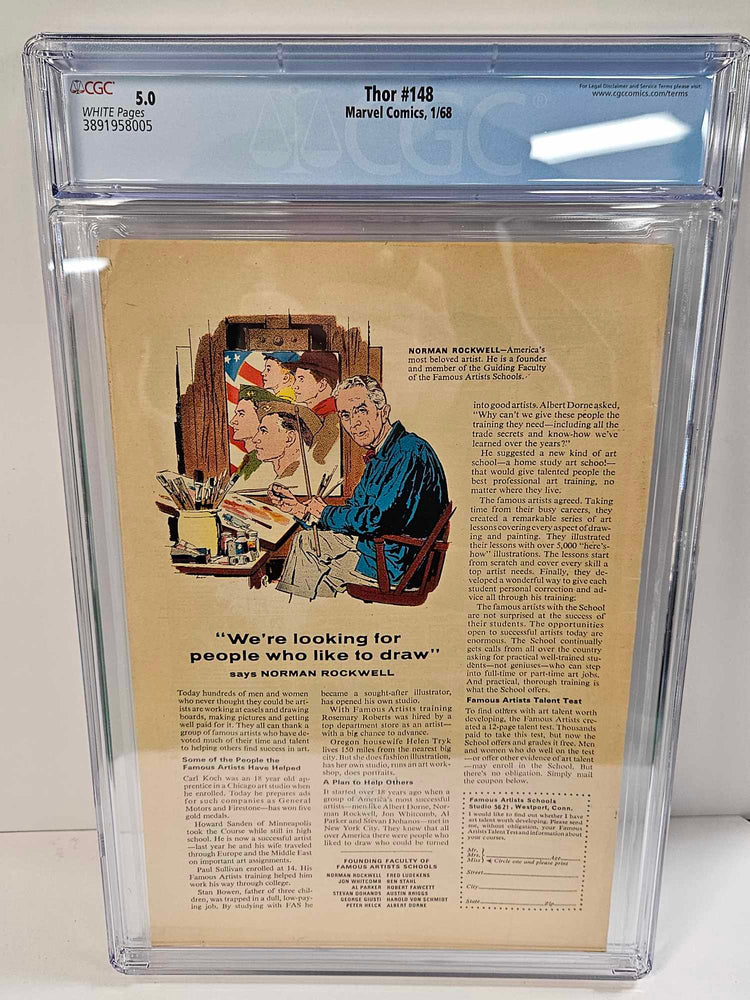 CGC
5.0
WHITE Pages
3891958005
Thor #148
Marvel Comics, 1/68
For Legal Disclaimer and Service Terms please visit:
www.cgccomics.com/terms
CGC
NORMAN ROCKWELL—America's
most beloved artist. He is a founder
and member of the Guiding Faculty
of the Famous Artists Schools.
"We're looking for
people who like to draw"
says NORMAN ROCKWELL
Today hundreds of men and women
who never thought they could be art-
ists are working at easels and drawing
boards, making pictures and getting
well paid for it. They all can thank a
group of famous artists who have de-
voted much of their time and talent
to helping others find success in art.
Some of the People the
Famous Artists Have Helped
Carl Koch was an 18 year old ap-
prentice in a Chicago art studio when
he enrolled. Today he prepares ads
for such companies as General
Motors and Firestone—has won five
gold medals.
Howard Sanden of Minneapolis
took the Course while still in high
school. He is now a successful artist
—last year he and his wife traveled
through Europe and the Middle East
on important art assignments.
Paul Sullivan enrolled at 14. His
Famous Artists training helped him
work his way through college.
Stan Bowen, father of three chil-
dren, was trapped in a dull, low-pay-
ing job. By studying with FAS he
became a sought-after illustrator,
has opened his own studio.
With Famous Artists training
Rosemary Roberts was hired by a
top department store as an artist—
with a big chance to advance.
Oregon housewife Helen Tryk
lives 150 miles from the nearest big
city. But she does fashion illustration,
has her own studio, runs an art work-
shop, does portraits.
A Plan to Help Others
It started over 18 years ago when a
group of America's most successful
artists—men like Albert Dorne, Nor-
man Rockwell, Jon Whitcomb, Al
Parker and Stevan Dohanos—met in
New York City. They knew that all
over America there were people who
liked to draw who could be turned
FOUNDING FACULTY OF
FAMOUS ARTISTS SCHOOLS
NORMAN ROCKWELL FRED LUDEKENS
JON WHITCOMB BEN STAHL
AL PARKER ROBERT FAWCETT
STEVAN DOHANOS AUSTIN BRIGGS
GEORGE GIUSTI HAROLD VON SCHMIDT
PETER HELCK ALBERT DORNE
into good artists. Albert Dorne asked,
"Why can't we give these people the
training they need—including all the
trade secrets and know-how we've
learned over the years?"
He suggested a new kind of art
school—a home study art school—
that would give talented people the
best professional art training, no
matter where they live.
The famous artists agreed. Taking
time from their busy careers, they
created a remarkable series of art
lessons covering every aspect of draw-
ing and painting. They illustrated
their lessons with over 5,000 "here's-
how" illustrations. The lessons start
from scratch and cover every skill a
top artist needs. Finally, they de-
veloped a wonderful way to give each
student personal correction and ad-
vice all through his training.
The famous artists with the School
are not surprised at the success of
their students. The opportunities
open to successful artists today are
enormous. The School continually
gets calls from all over the country
asking for practical well-trained stu-
dents—not geniuses—who can step
into full-time or part-time art jobs.
And practical, thorough training is
what the School offers.
Famous Artists Talent Test
To find others with art talent worth
developing, the Famous Artists cre-
ated a 12-page talent test. Thousands
paid to take this test, but now the
School offers and grades it free. Men
and women who do well on the test
—or offer other evidence of art talent
—may enroll in the School. But
there's no obligation. Simply mail
the coupon below.
Famous Artists Schools
Studio 5621, Westport, Conn.
I would like to find out whether I have
art talent worth developing. Please send
me, without obligation, your Famous
Artists Talent Test and information about
your courses.
Mr.
Mrs. Age
Miss Circle one and please print
Street
City
State Zip